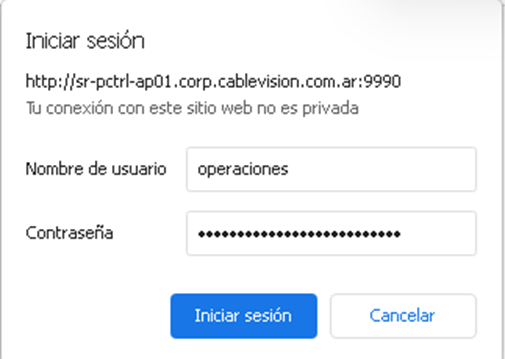 Iniciar sesión
http://sr-pctrl-ap01.corp.cablevision.com.ar:9990
Tu conexión con este sitio web no es privada
Nombre de usuario operaciones
Contraseña ••••••••••••••••••••••••••
Iniciar sesión Cancelar